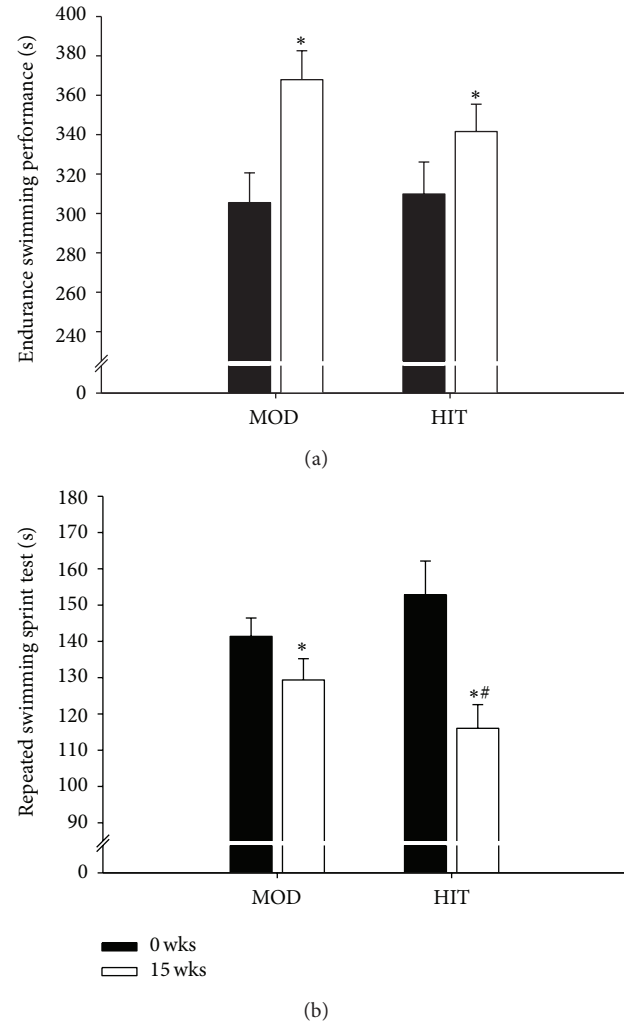 Endurance swimming performance (s)
400
380
360
340
320
300
280
260
240
0
*
*
MOD
HIT
(a)
Repeated swimming sprint test (s)
180
170
160
150
140
130
120
110
100
90
0
*
*#
MOD
HIT
0 wks
15 wks
(b)